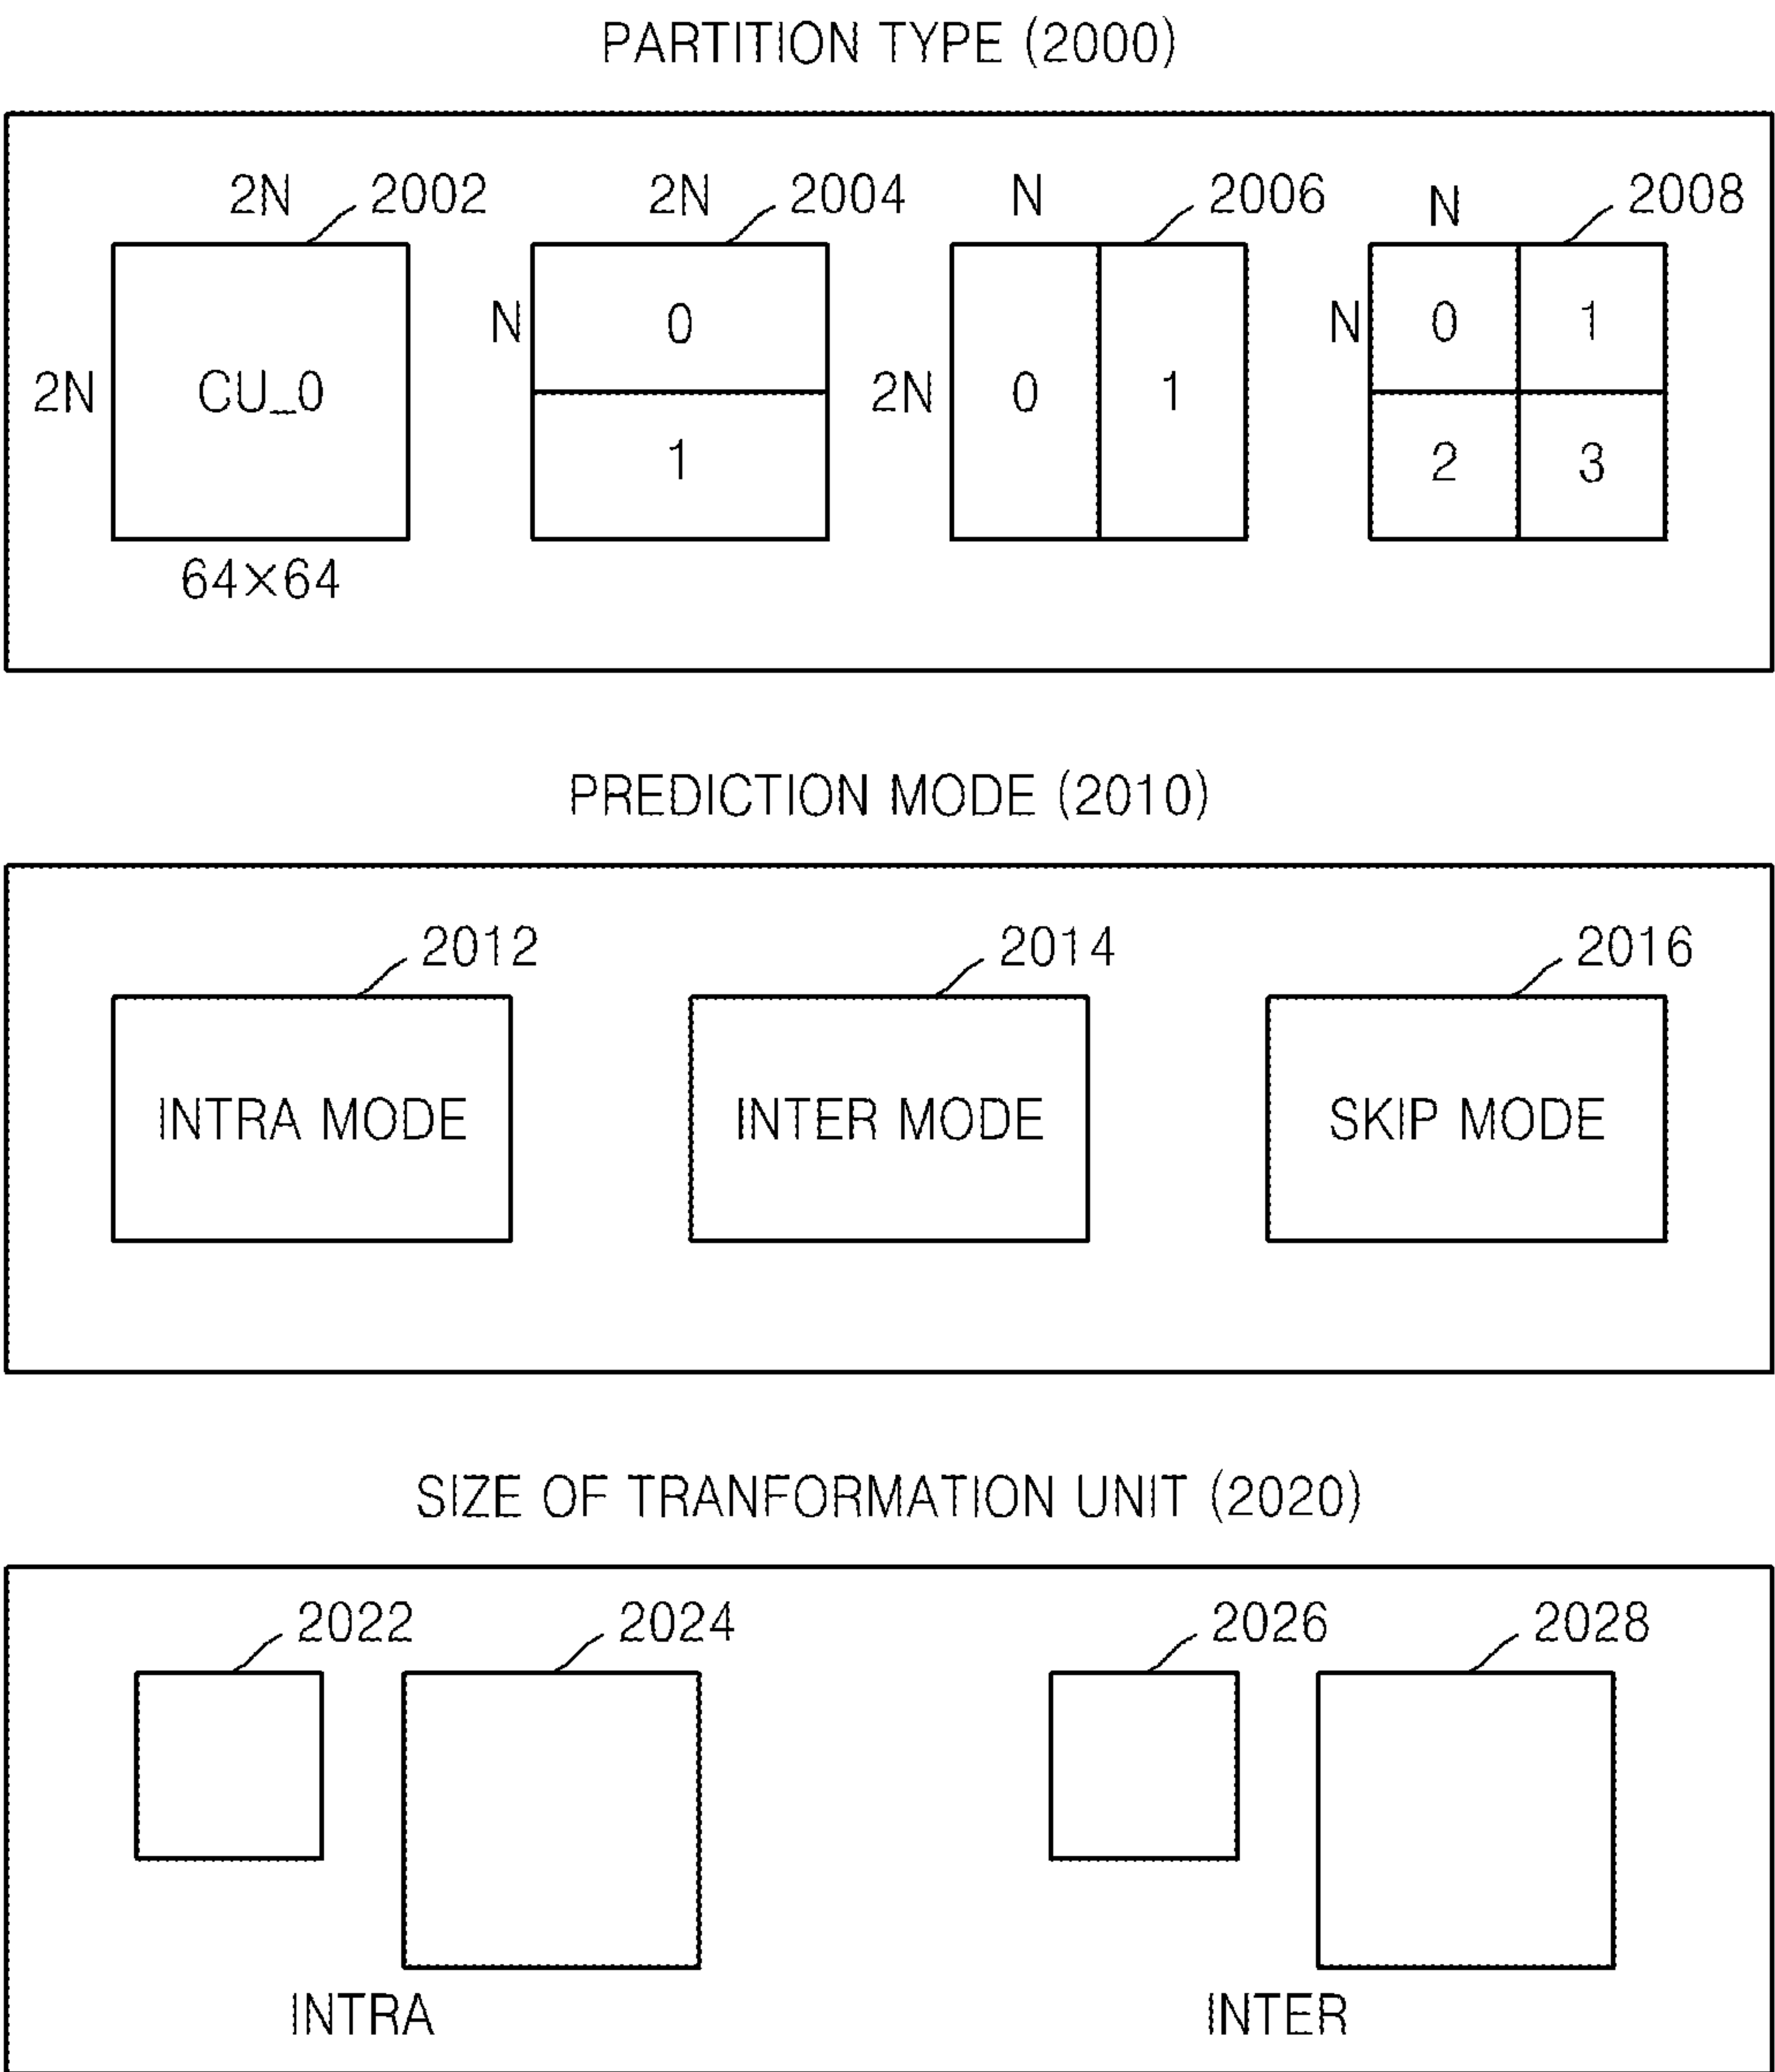 PARTITION TYPE (2000)
2N 2002 2N 2004 N 2006 N 2008
N 0 N 0 1
2N CU_0 2N 0 1
1 2 3
64×64
PREDICTION MODE (2010)
2012 2014 2016
INTRA MODE INTER MODE SKIP MODE
SIZE OF TRANFORMATION UNIT (2020)
2022 2024 2026 2028
INTRA INTER